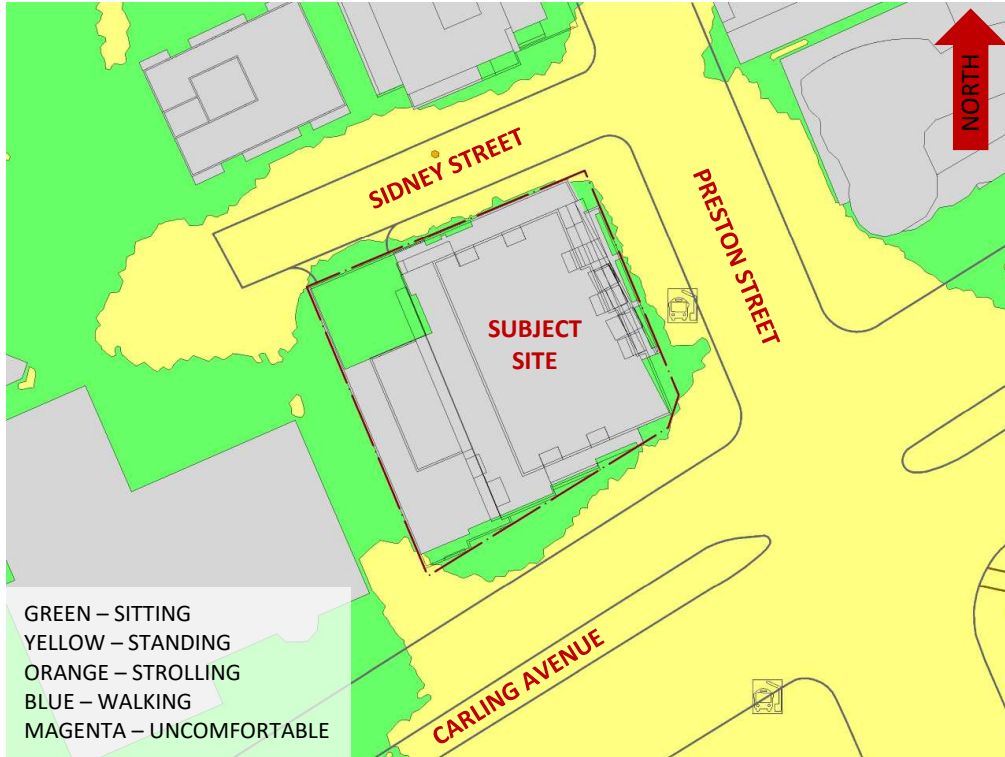 NORTH
SIDNEY STREET
PRESTON STREET
SUBJECT
SITE
CARLING AVENUE
GREEN – SITTING
YELLOW – STANDING
ORANGE – STROLLING
BLUE – WALKING
MAGENTA – UNCOMFORTABLE